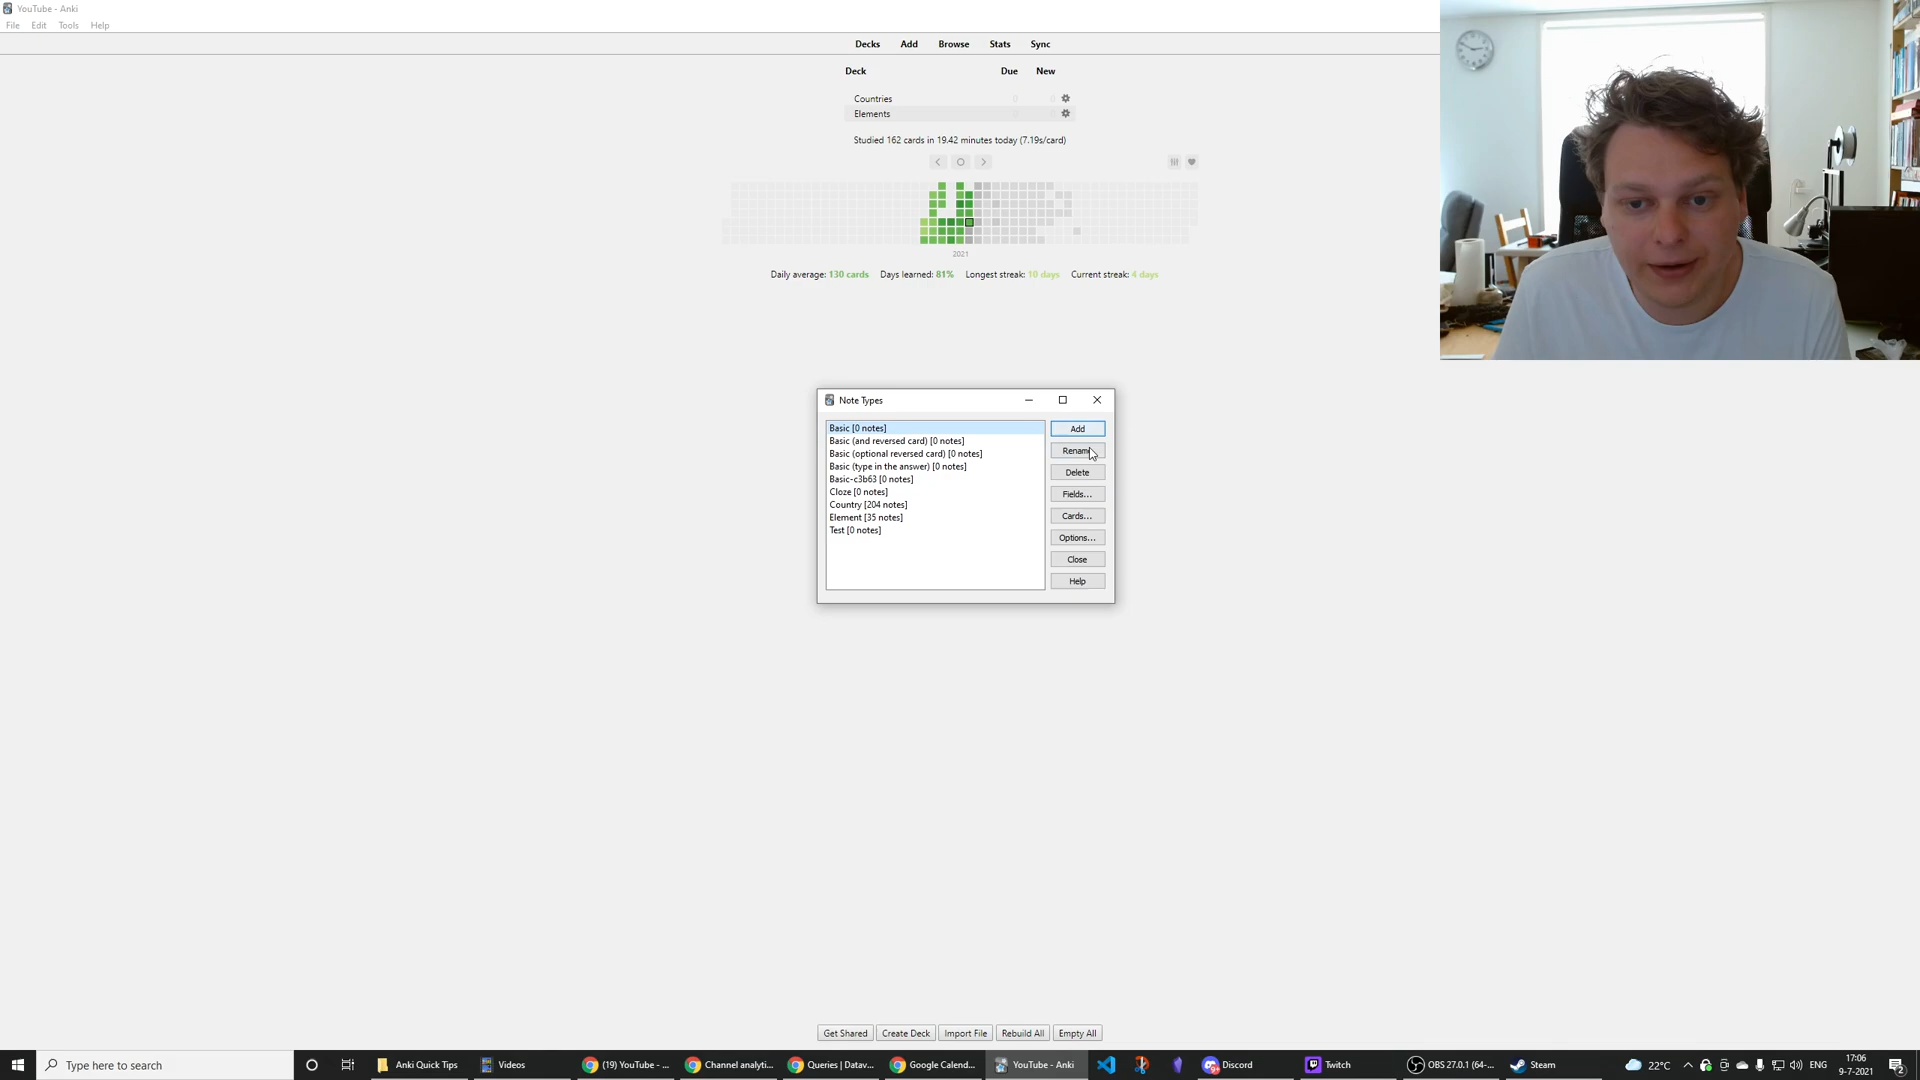 YouTube - Anki
File Edit Tools Help
Decks Add Browse Stats Sync
Deck Due New
Countries
Elements
Studied 162 cards in 19.42 minutes today (7.19s/card)
2021
Daily average: 130 cards Days learned: 81% Longest streak: 10 days Current streak: 4 days
Note Types
Basic [0 notes]
Basic (and reversed card) [0 notes]
Basic (optional reversed card) [0 notes]
Basic (type in the answer) [0 notes]
Basic-c3b63 [0 notes]
Cloze [0 notes]
Country [204 notes]
Element [35 notes]
Test [0 notes]
Add
Rename
Delete
Fields...
Cards...
Options...
Close
Help
Get Shared Create Deck Import File Rebuild All Empty All
Type here to search
Anki Quick Tips
Videos
(19) YouTube - ...
Channel analyti...
Queries | Datav...
Google Calend...
YouTube - Anki
Discord
Twitch
OBS 27.0.1 (64-...
Steam
22°C
ENG
17:06
9-7-2021